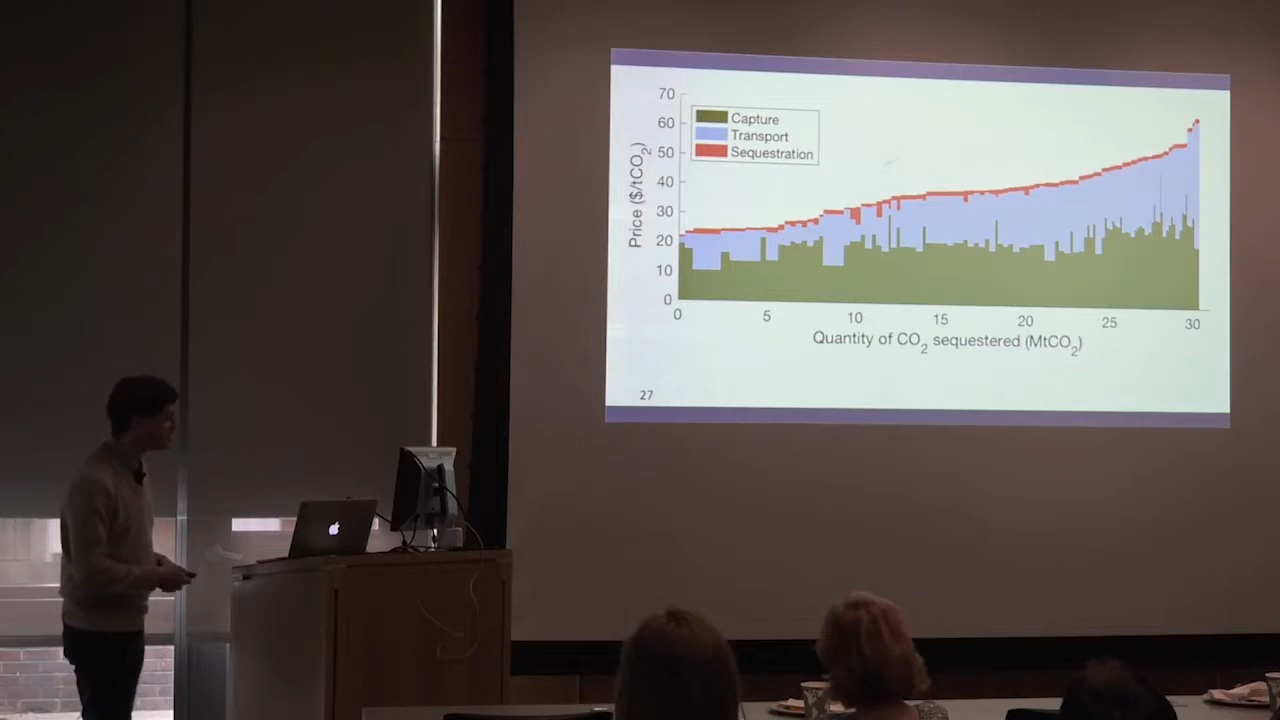 70
60
50
40
30
20
10
0
Price ($/tCO₂)
Capture
Transport
Sequestration
0 5 10 15 20 25 30
Quantity of CO₂ sequestered (MtCO₂)
27